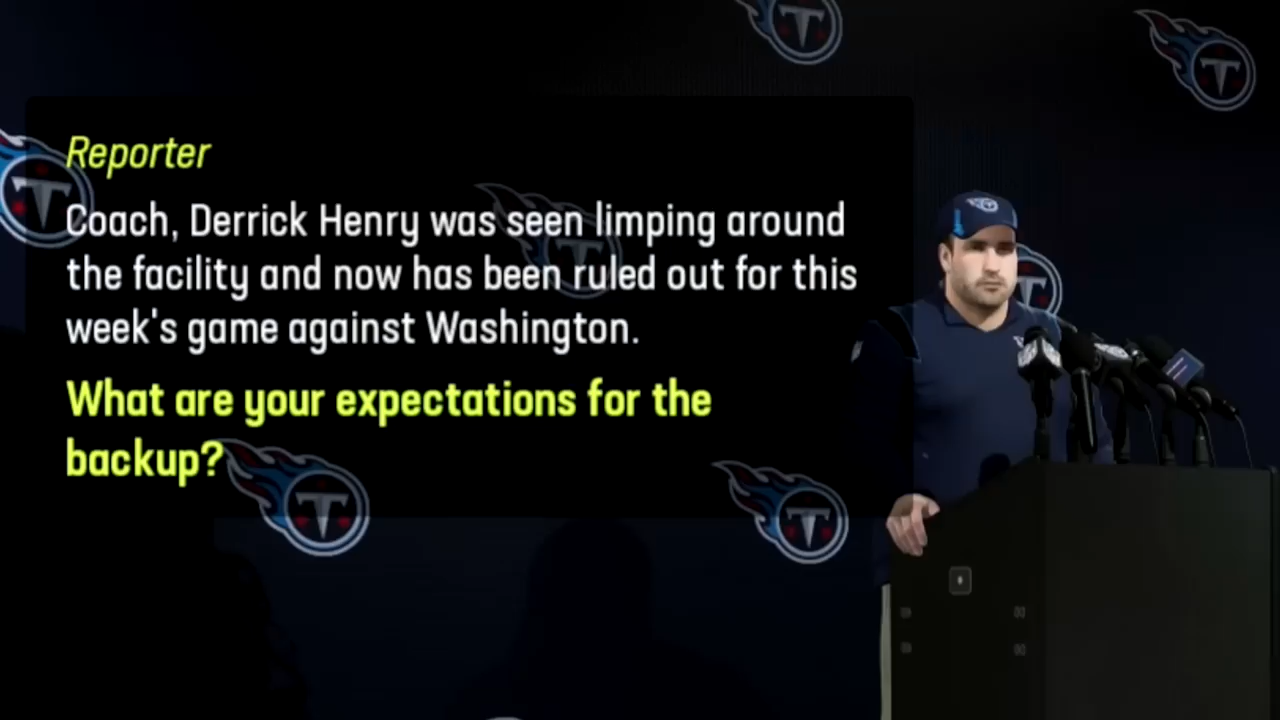 Reporter
Coach, Derrick Henry was seen limping around
the facility and now has been ruled out for this
week's game against Washington.
What are your expectations for the
backup?